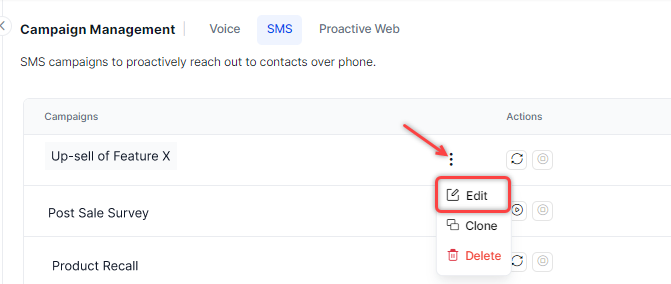 Campaign Management Voice SMS Proactive Web
SMS campaigns to proactively reach out to contacts over phone.
Campaigns Actions
Up-sell of Feature X
Edit
Post Sale Survey
Clone
Delete
Product Recall